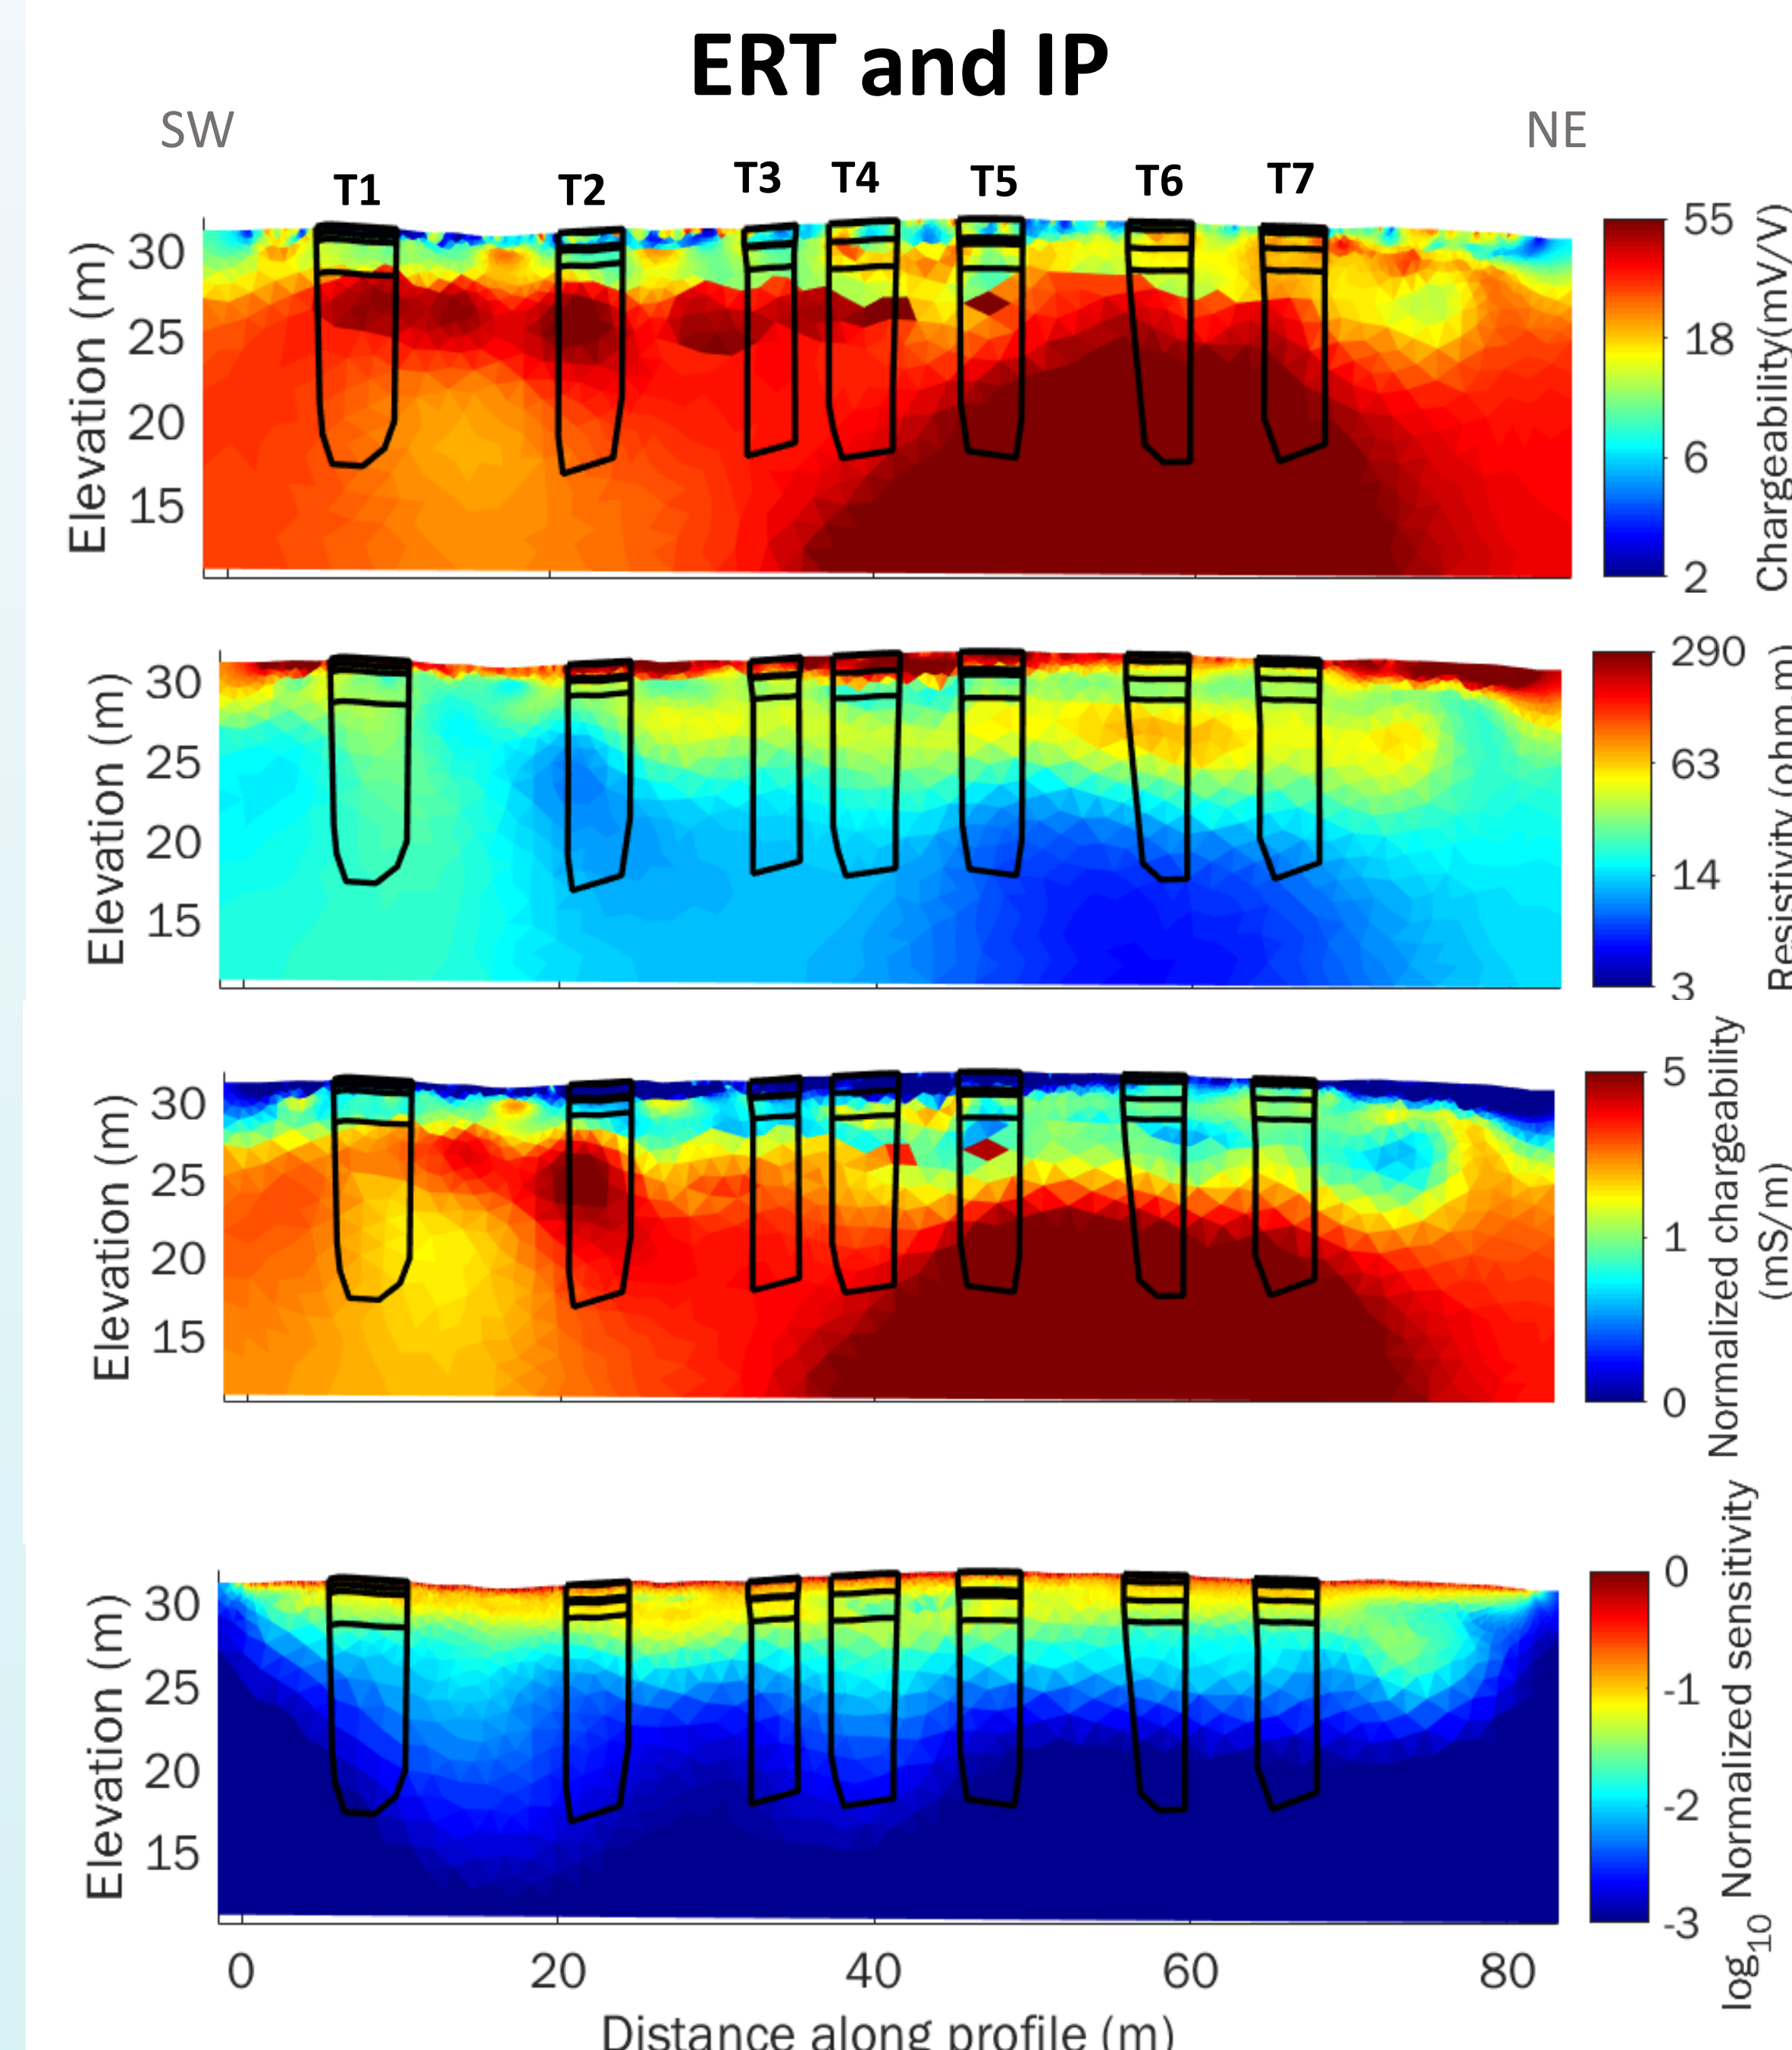 ERT and IP
SW
NE
T1
T2
T3
T4
T5
T6
T7
Elevation (m)
30
25
20
15
55
18
6
2
Chargeability(mV/V)
Elevation (m)
30
25
20
15
290
63
14
3
Resistivity (ohm m)
Elevation (m)
30
25
20
15
5
1
0
Normalized chargeability
(mS/m)
Elevation (m)
30
25
20
15
0
-1
-2
-3
log10 Normalized sensitivity
0
20
40
60
80
Distance along profile (m)